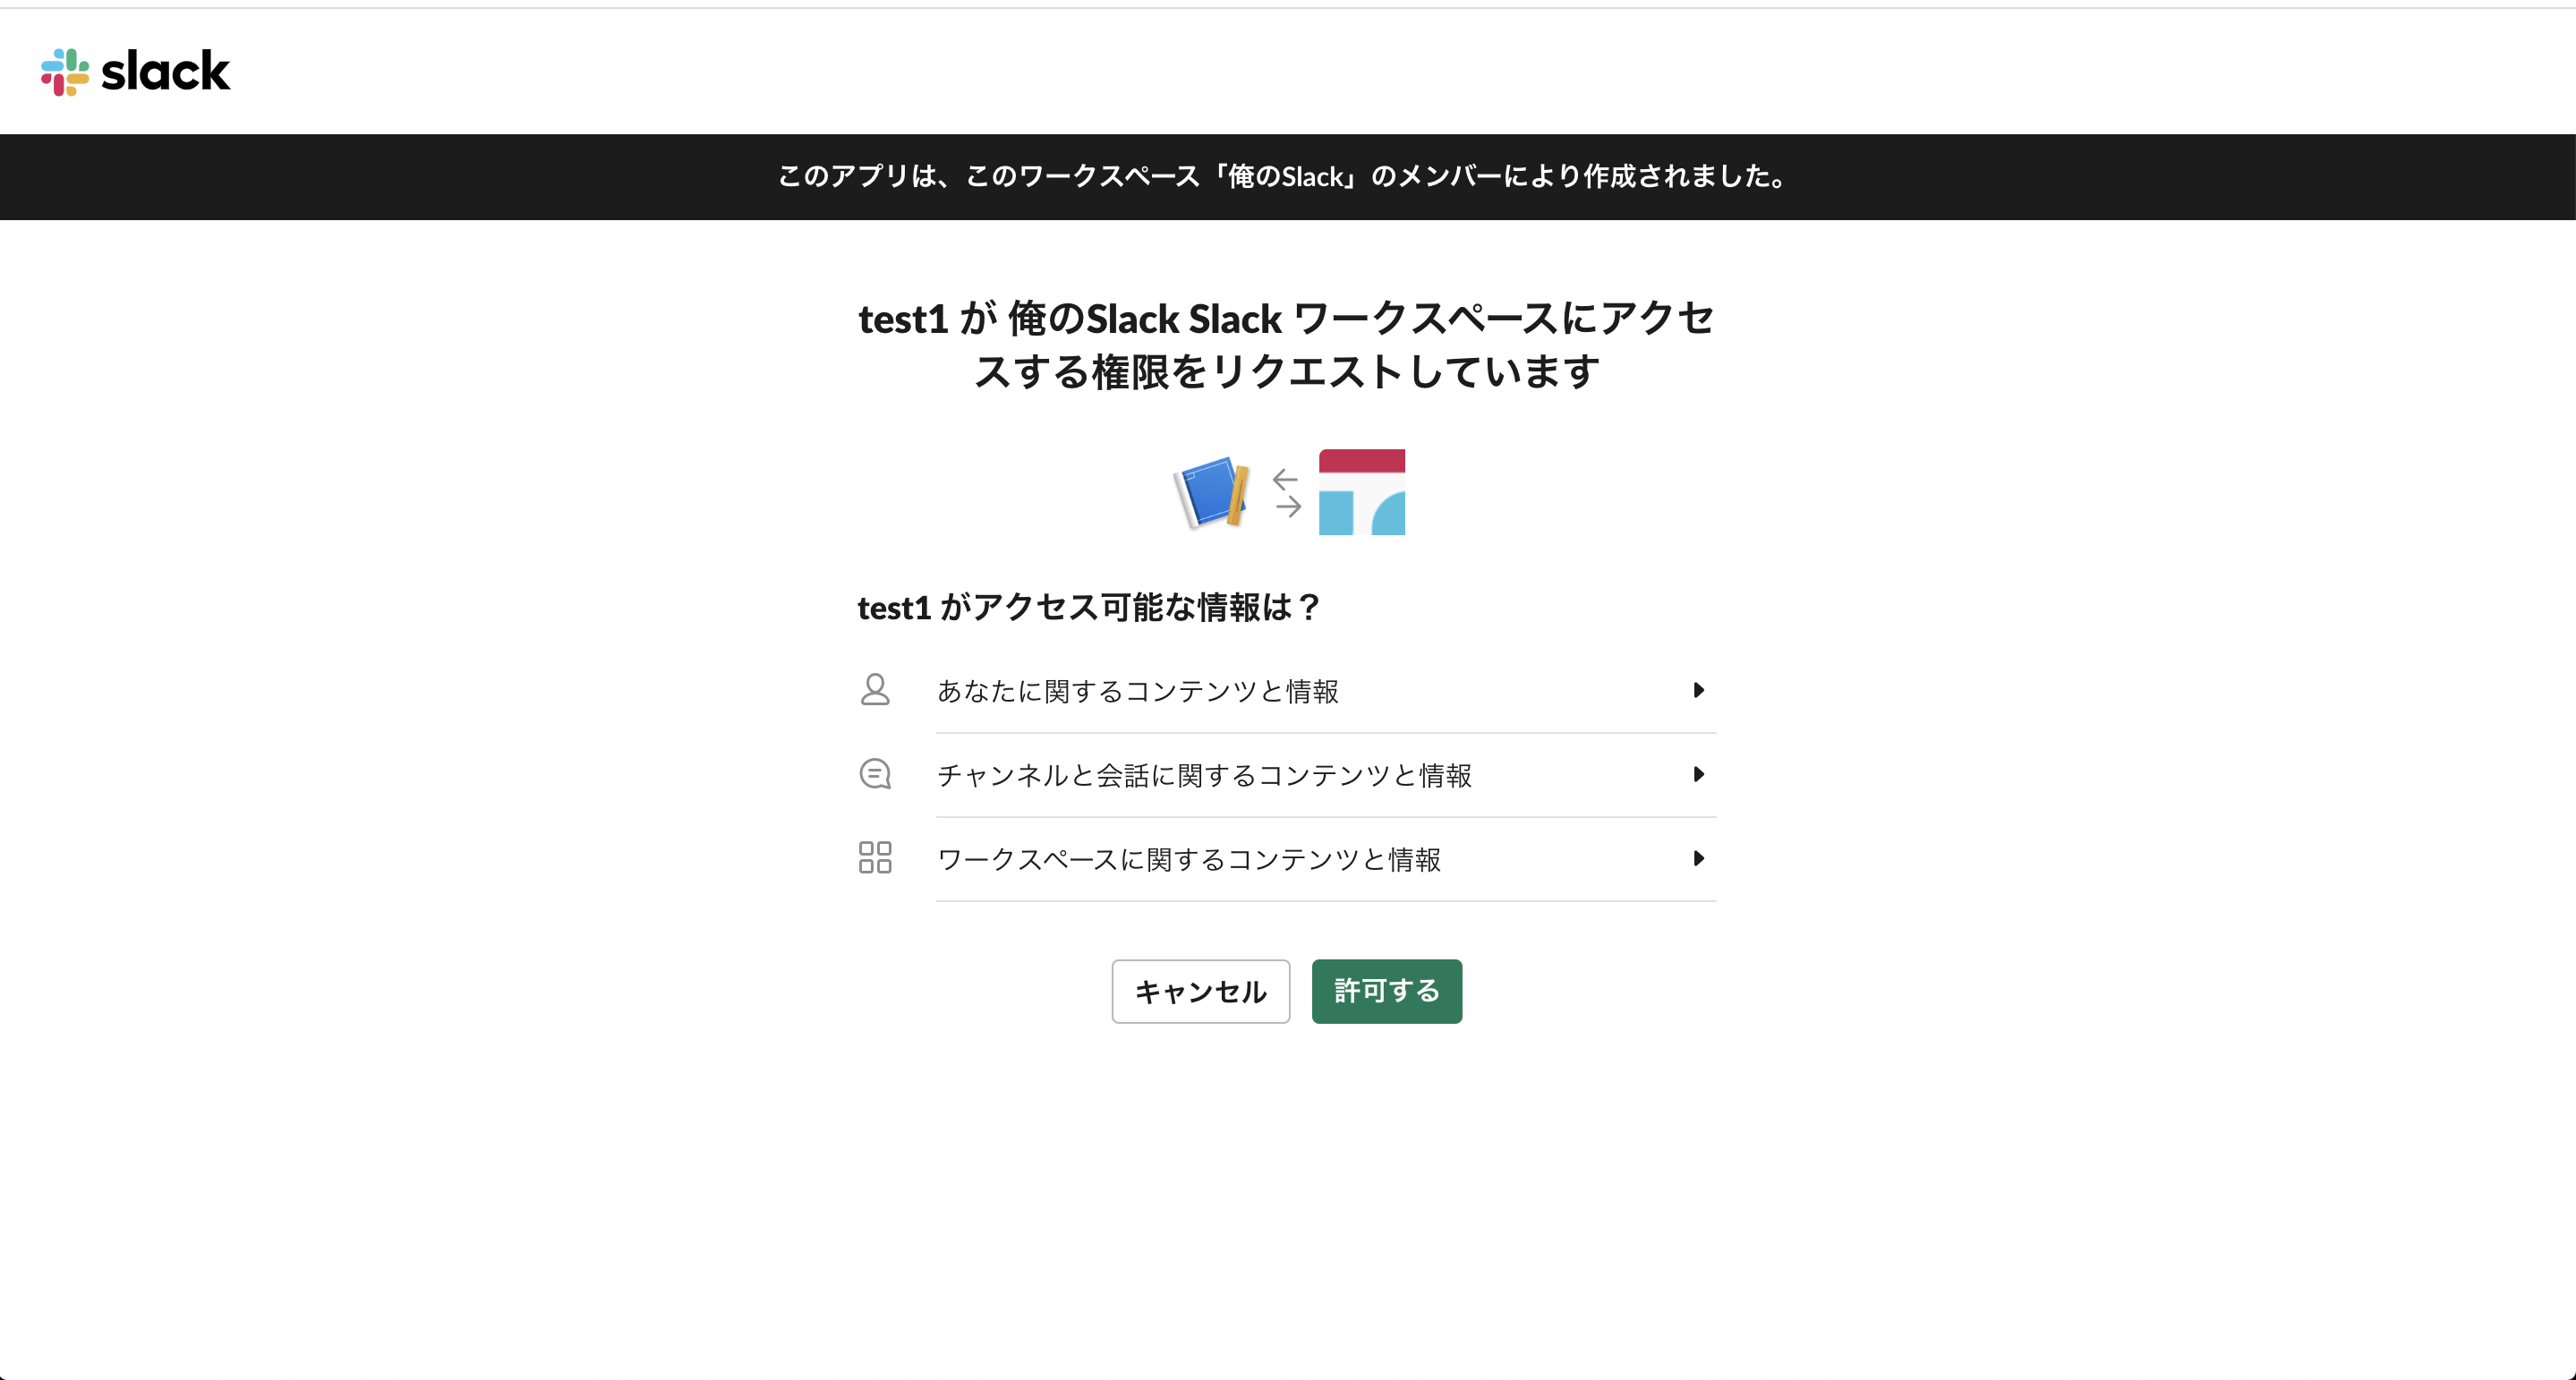 slack
このアプリは、このワークスペース「俺のSlack」のメンバーにより作成されました。
test1 が 俺のSlack Slack ワークスペースにアクセ
スする権限をリクエストしています
test1 がアクセス可能な情報は？
あなたに関するコンテンツと情報
チャンネルと会話に関するコンテンツと情報
ワークスペースに関するコンテンツと情報
キャンセル
許可する